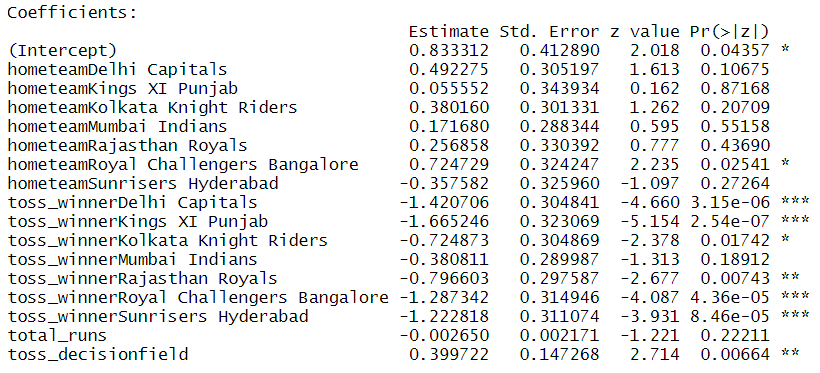 Coefficients:
Estimate Std. Error z value Pr(>|z|)
(Intercept) 0.833312 0.412890 2.018 0.04357 *
hometeamDelhi Capitals 0.492275 0.305197 1.613 0.10675
hometeamKings XI Punjab 0.055552 0.343934 0.162 0.87168
hometeamKolkata Knight Riders 0.380160 0.301331 1.262 0.20709
hometeamMumbai Indians 0.171680 0.288344 0.595 0.55158
hometeamRajasthan Royals 0.256858 0.330392 0.777 0.43690
hometeamRoyal Challengers Bangalore 0.724729 0.324247 2.235 0.02541 *
hometeamSunrisers Hyderabad -0.357582 0.325960 -1.097 0.27264
toss_winnerDelhi Capitals -1.420706 0.304841 -4.660 3.15e-06 ***
toss_winnerKings XI Punjab -1.665246 0.323069 -5.154 2.54e-07 ***
toss_winnerKolkata Knight Riders -0.724873 0.304869 -2.378 0.01742 *
toss_winnerMumbai Indians -0.380811 0.289987 -1.313 0.18912
toss_winnerRajasthan Royals -0.796603 0.297587 -2.677 0.00743 **
toss_winnerRoyal Challengers Bangalore -1.287342 0.314946 -4.087 4.36e-05 ***
toss_winnerSunrisers Hyderabad -1.222818 0.311074 -3.931 8.46e-05 ***
total_runs -0.002650 0.002171 -1.221 0.22211
toss_decisionfield 0.399722 0.147268 2.714 0.00664 **